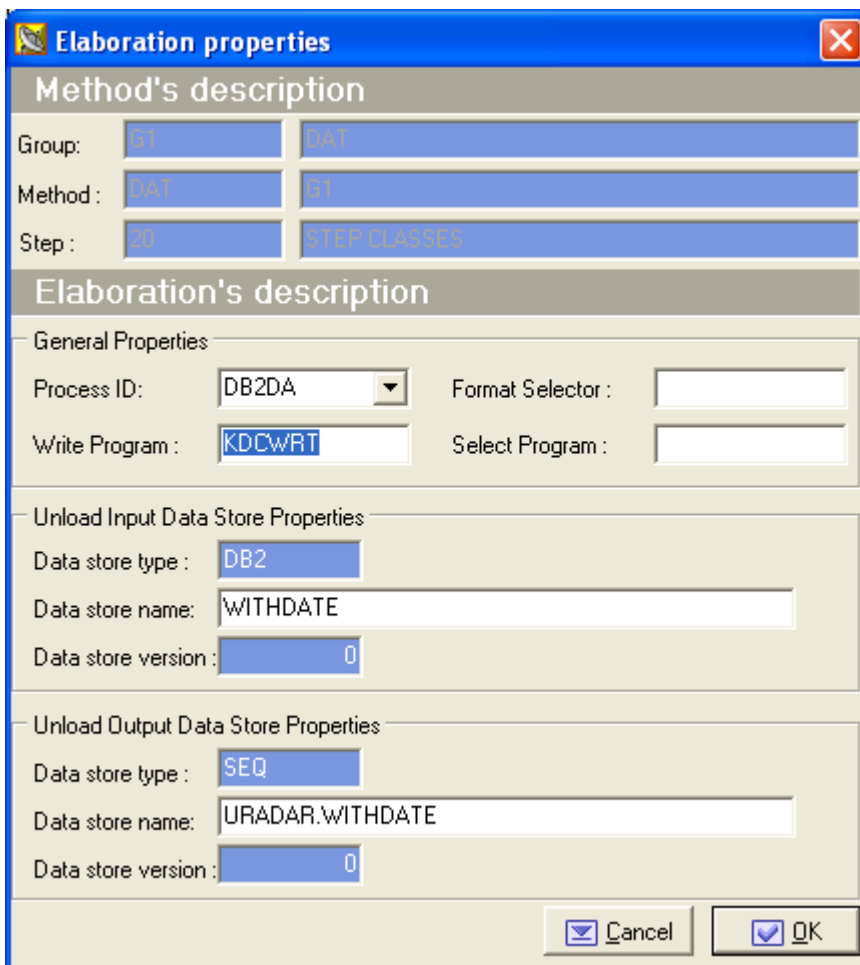 Elaboration properties
Method's description
Group: G1 DAT
Method : DAT G1
Step : 20 STEP CLASSES
Elaboration's description
General Properties
Process ID: DB2DA Format Selector :
Write Program : KDCWRT Select Program :
Unload Input Data Store Properties
Data store type : DB2
Data store name: WITHDATE
Data store version : 0
Unload Output Data Store Properties
Data store type : SEQ
Data store name: URADAR.WITHDATE
Data store version : 0
Cancel OK